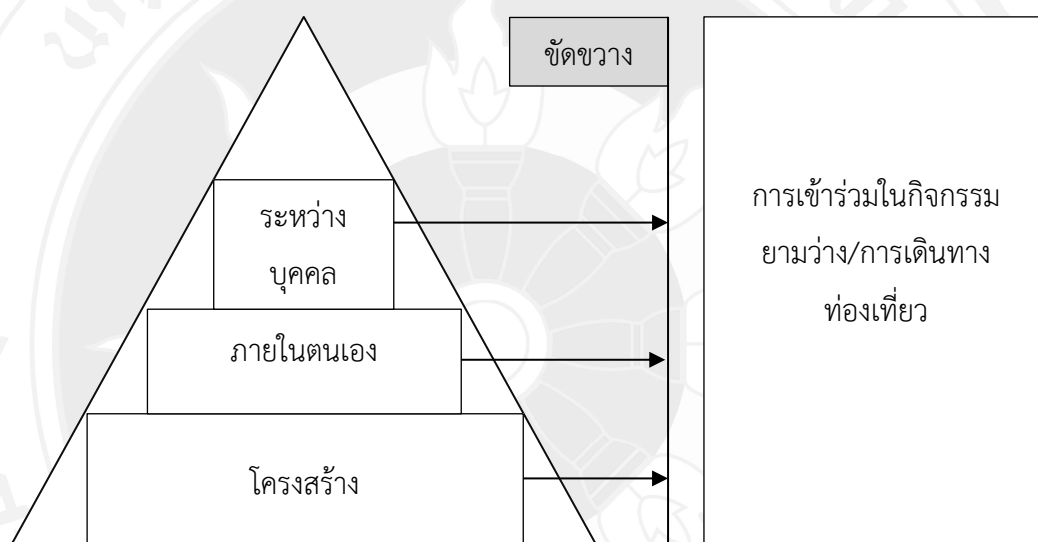 ขัดขวาง
ระหว่าง
บุคคล
ภายในตนเอง
โครงสร้าง
การเข้าร่วมในกิจกรรม
ยามว่าง/การเดินทาง
ท่องเที่ยว